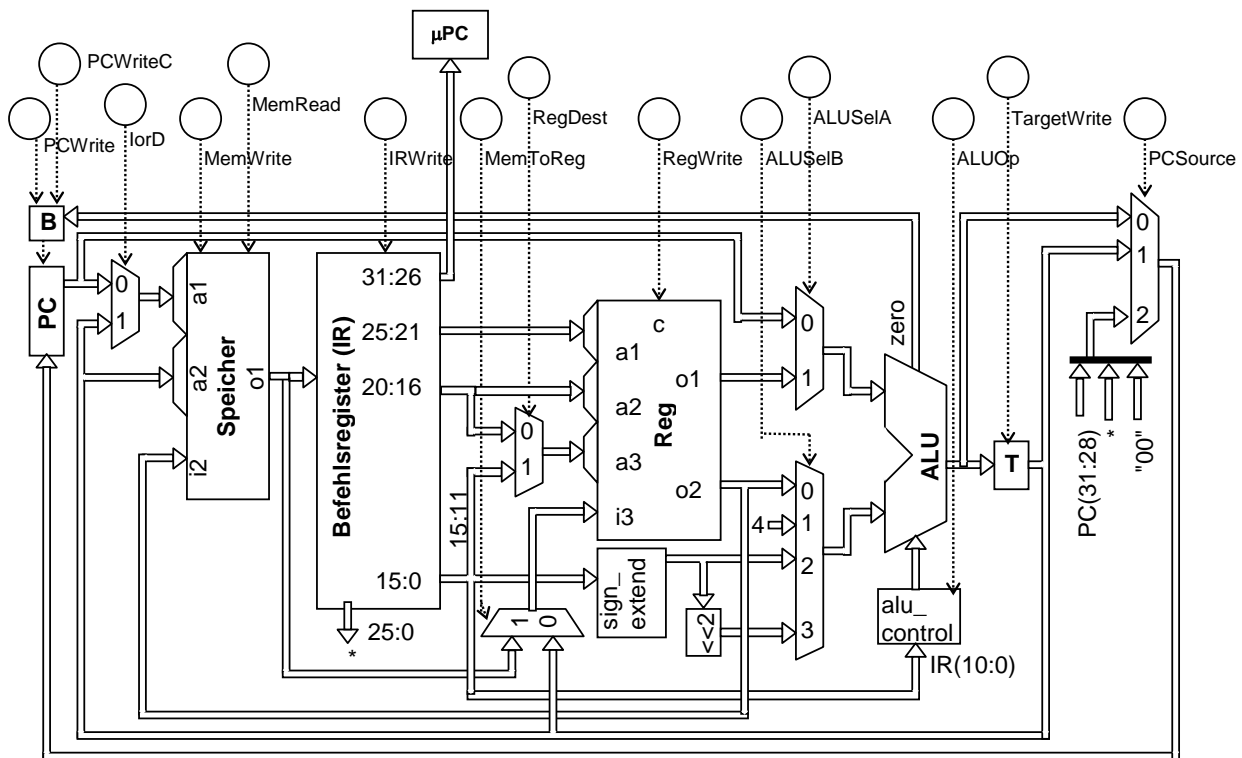 μPC
PCWriteC
MemRead
IorD
RegDest
ALUSelA
TargetWrite
PCWrite
MemWrite
IRWrite
MemToReg
RegWrite
ALUSelB
ALUOp
PCSource
B
PC
0
1
a1
a2
i2
Speicher
o1
Befehlsregister (IR)
31:26
25:21
20:16
15:0
25:0
*
15:11
0
1
1
0
c
a1
a2
a3
i3
Reg
o1
o2
sign_
extend
<<2
0
1
4
0
1
2
3
zero
ALU
alu_
control
IR(10:0)
T
0
1
2
PC(31:28)
*
"00"